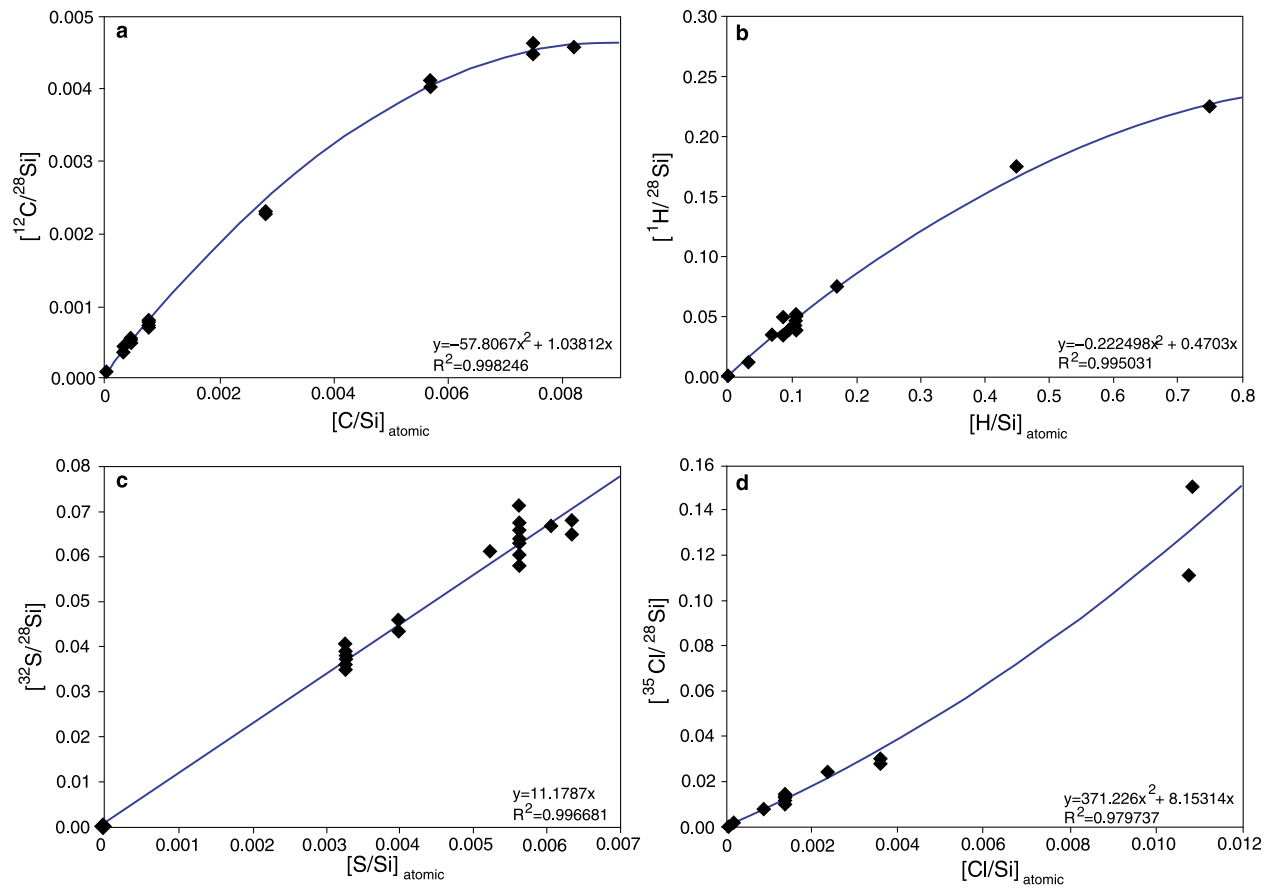 a
0.005
0.004
0.003
0.002
0.001
0.000
[¹²C/²⁸Si]
y=−57.8067x² + 1.03812x
R²=0.998246
0 0.002 0.004 0.006 0.008
[C/Si] atomic
b
0.30
0.25
0.20
0.15
0.10
0.05
0.00
[¹H/²⁸Si]
y=−0.222498x² + 0.4703x
R²=0.995031
0 0.1 0.2 0.3 0.4 0.5 0.6 0.7 0.8
[H/Si] atomic
c
0.08
0.07
0.06
0.05
0.04
0.03
0.02
0.01
0.00
[³²S/²⁸Si]
y=11.1787x
R²=0.996681
0 0.001 0.002 0.003 0.004 0.005 0.006 0.007
[S/Si] atomic
d
0.16
0.14
0.12
0.10
0.08
0.06
0.04
0.02
0.00
[³⁵Cl/²⁸Si]
y=371.226x² + 8.15314x
R²=0.979737
0 0.002 0.004 0.006 0.008 0.010 0.012
[Cl/Si] atomic